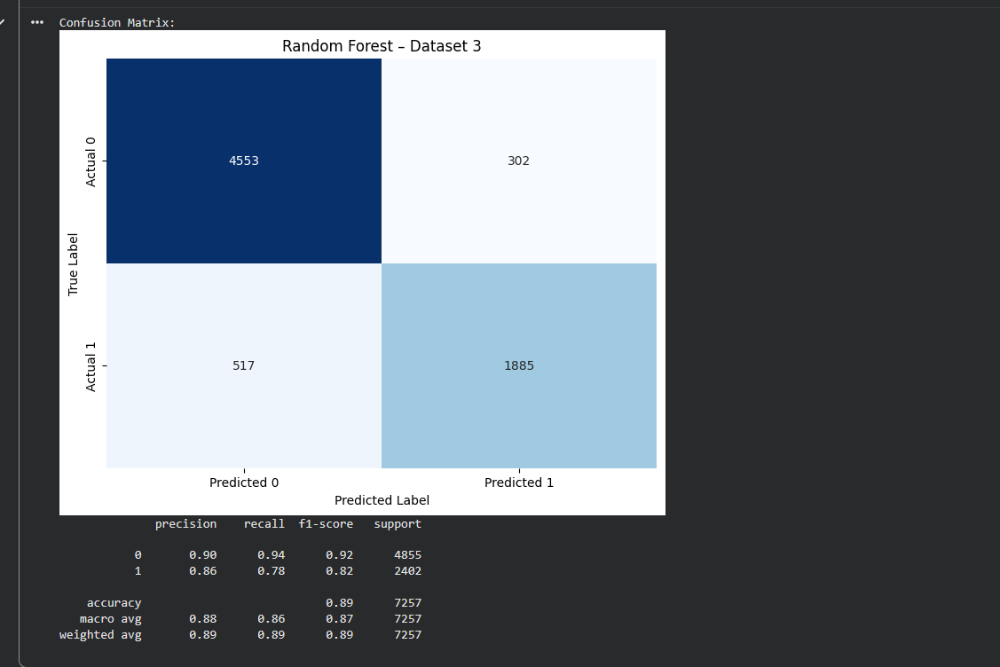 Confusion Matrix:
Random Forest – Dataset 3
Actual 0
4553
302
True Label
Actual 1
517
1885
Predicted 0
Predicted 1
Predicted Label
precision recall f1-score support
0 0.90 0.94 0.92 4855
1 0.86 0.78 0.82 2402
accuracy 0.89 7257
macro avg 0.88 0.86 0.87 7257
weighted avg 0.89 0.89 0.89 7257